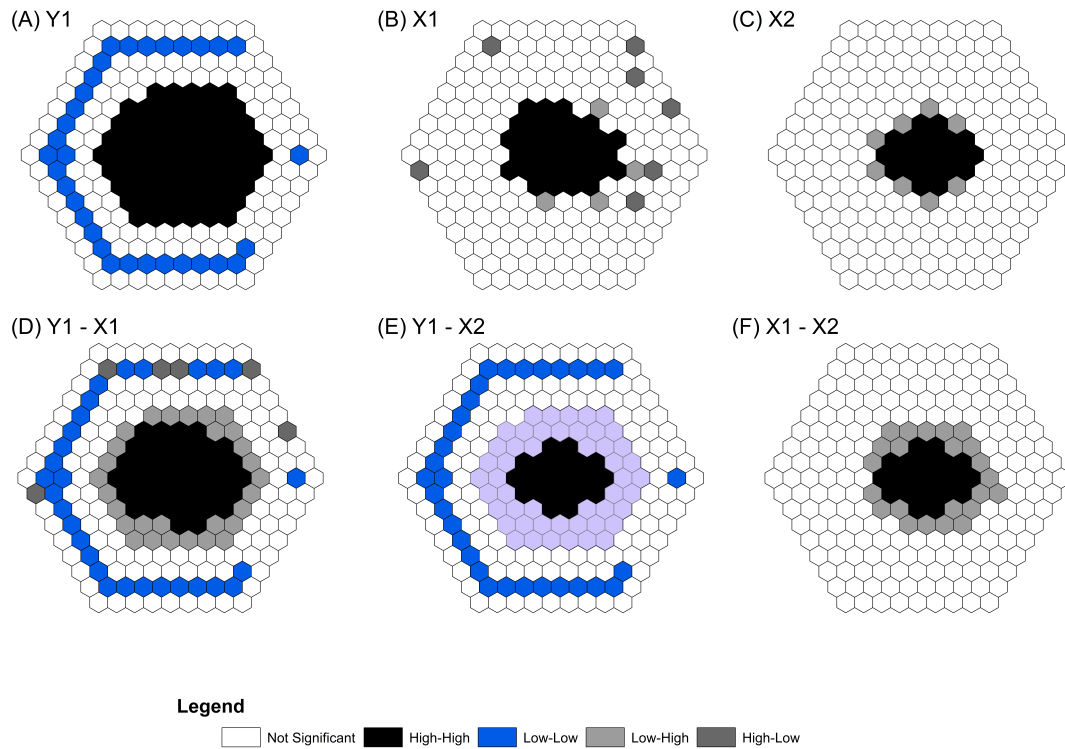 (A) Y1
(B) X1
(C) X2
(D) Y1 - X1
(E) Y1 - X2
(F) X1 - X2
Legend
Not Significant
High-High
Low-Low
Low-High
High-Low